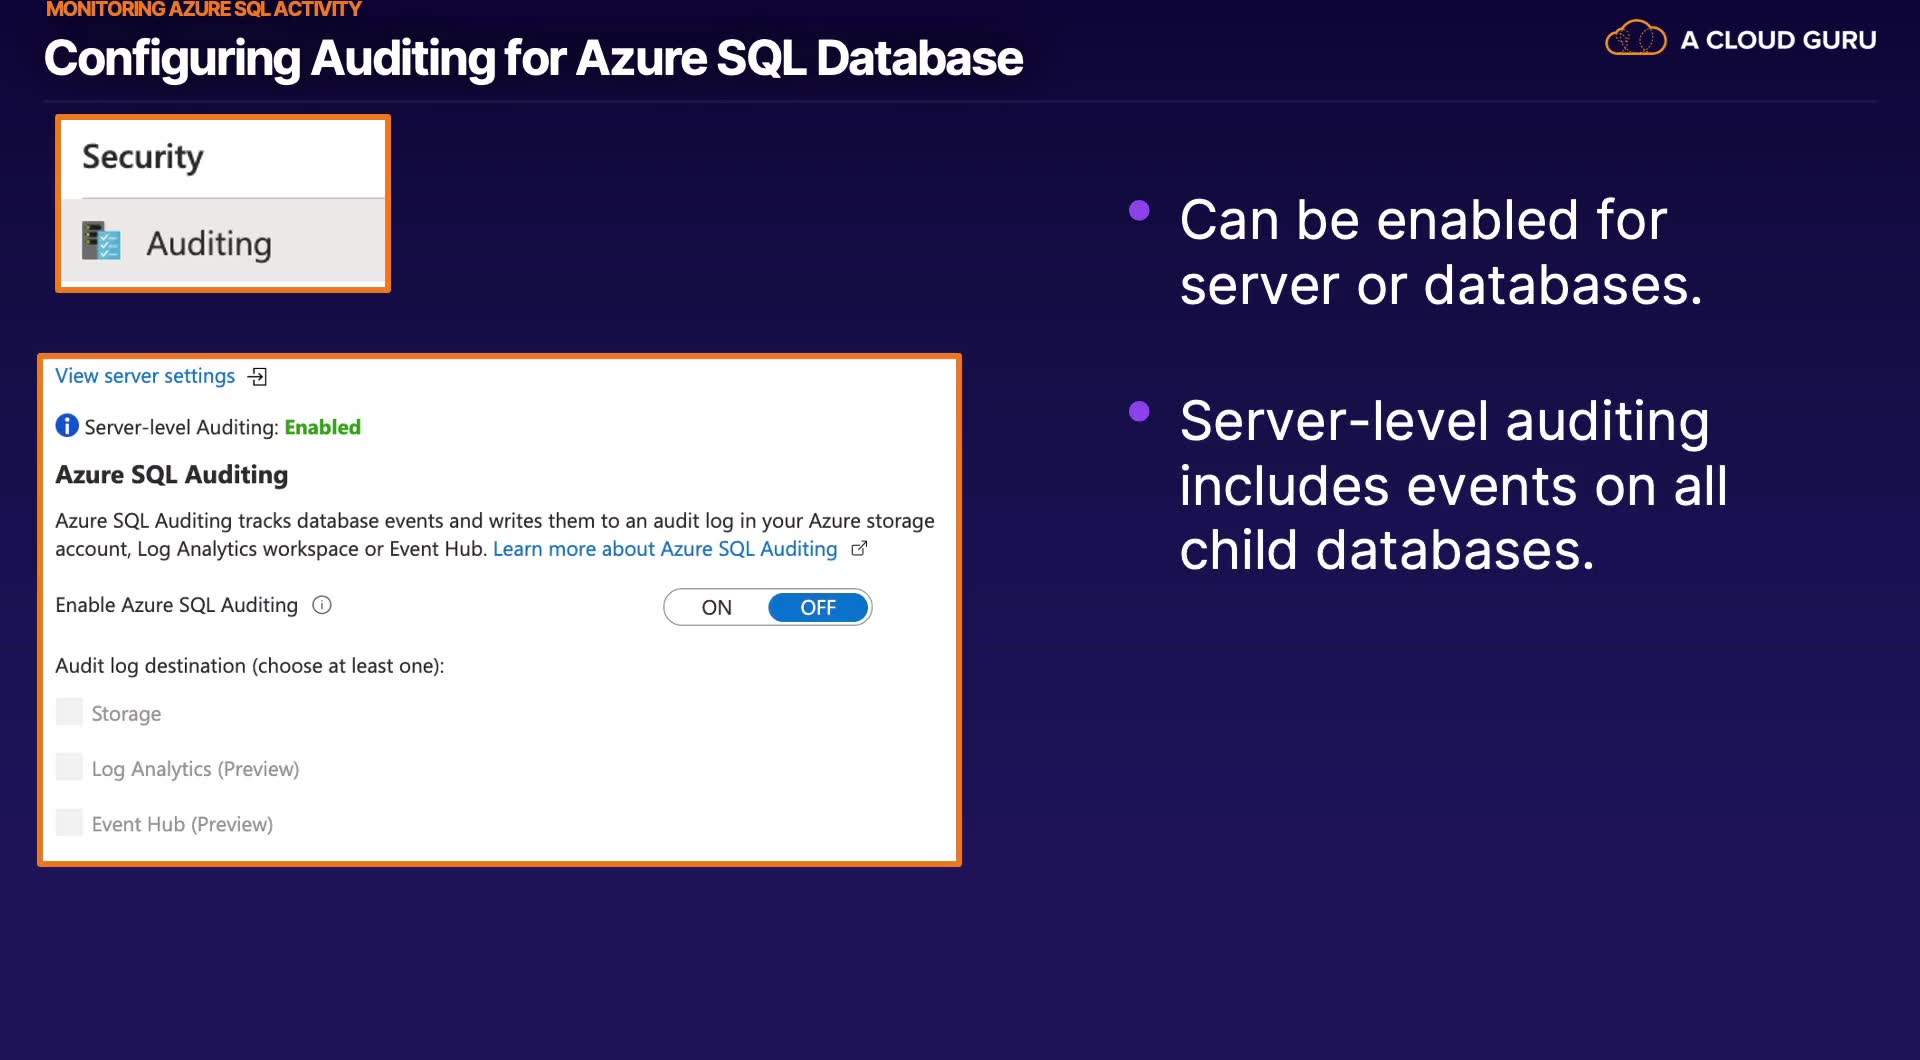 MONITORING AZURE SQL ACTIVITY
Configuring Auditing for Azure SQL Database
A CLOUD GURU
Security
Auditing
View server settings
Server-level Auditing: Enabled
Azure SQL Auditing
Azure SQL Auditing tracks database events and writes them to an audit log in your Azure storage
account, Log Analytics workspace or Event Hub. Learn more about Azure SQL Auditing
Enable Azure SQL Auditing
ON OFF
Audit log destination (choose at least one):
Storage
Log Analytics (Preview)
Event Hub (Preview)
Can be enabled for
server or databases.
Server-level auditing
includes events on all
child databases.